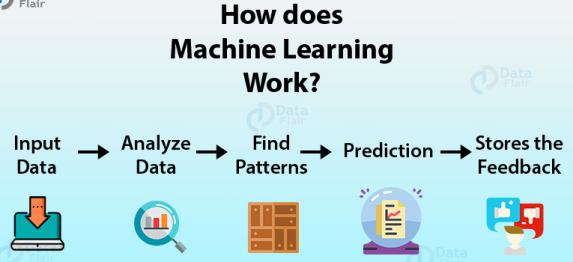 Flair
How does
Machine Learning
Work?
Data
Flair
Data
Flair
Input
Data
Analyze
Data
Find
Patterns
Prediction
Stores the
Feedback
Data